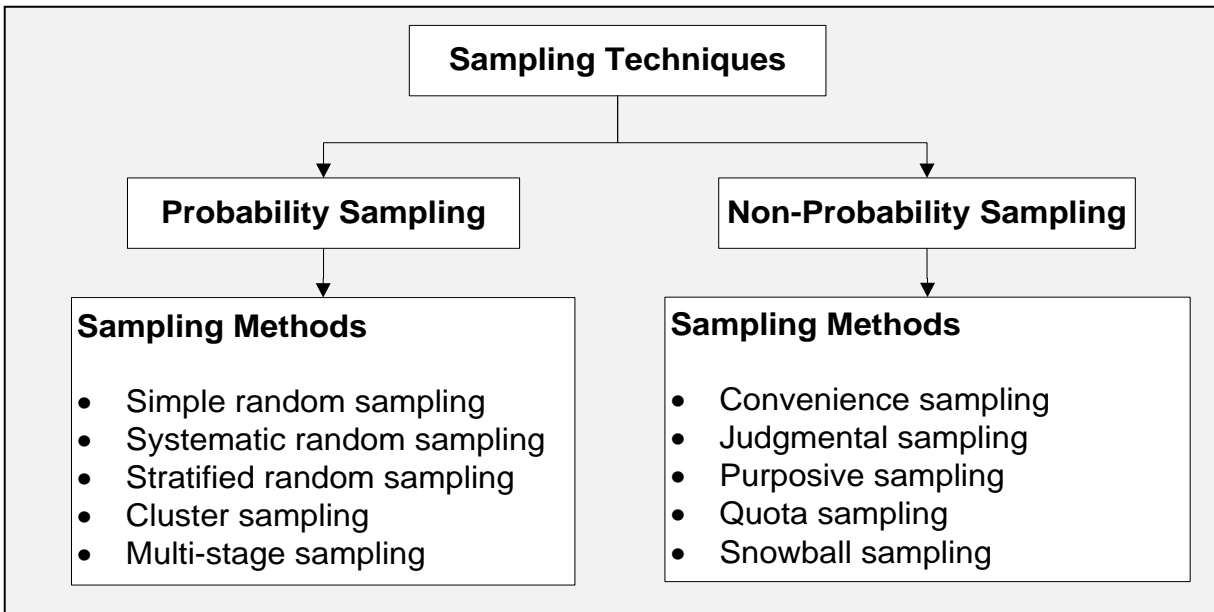 Sampling Techniques
Probability Sampling
Non-Probability Sampling
Sampling Methods
• Simple random sampling
• Systematic random sampling
• Stratified random sampling
• Cluster sampling
• Multi-stage sampling
Sampling Methods
• Convenience sampling
• Judgmental sampling
• Purposive sampling
• Quota sampling
• Snowball sampling